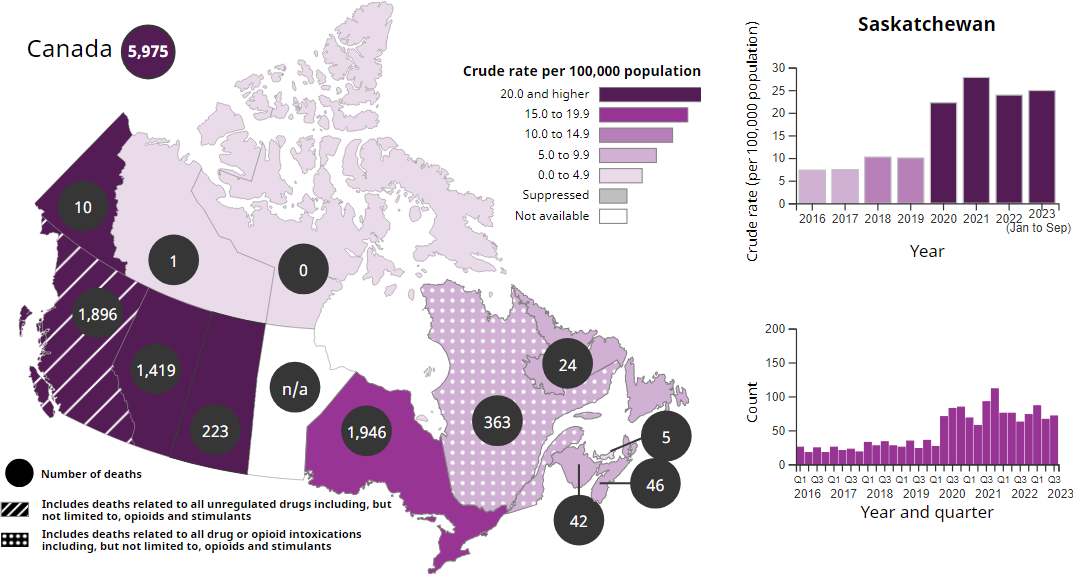 Canada 5,975
Crude rate per 100,000 population
20.0 and higher
15.0 to 19.9
10.0 to 14.9
5.0 to 9.9
0.0 to 4.9
Suppressed
Not available
10
1
0
1,896
1,419
223
n/a
1,946
363
24
5
46
42
Number of deaths
Includes deaths related to all unregulated drugs including, but
not limited to, opioids and stimulants
Includes deaths related to all drug or opioid intoxications
including, but not limited to, opioids and stimulants
Saskatchewan
Crude rate (per 100,000 population)
30
25
20
15
10
5
0
2016 2017 2018 2019 2020 2021 2022 2023
(Jan to Sep)
Year
Count
200
150
100
50
0
Q1 Q3 Q1 Q3 Q1 Q3 Q1 Q3 Q1 Q3 Q1 Q3 Q1 Q3 Q1 Q3
2016 2017 2018 2019 2020 2021 2022 2023
Year and quarter